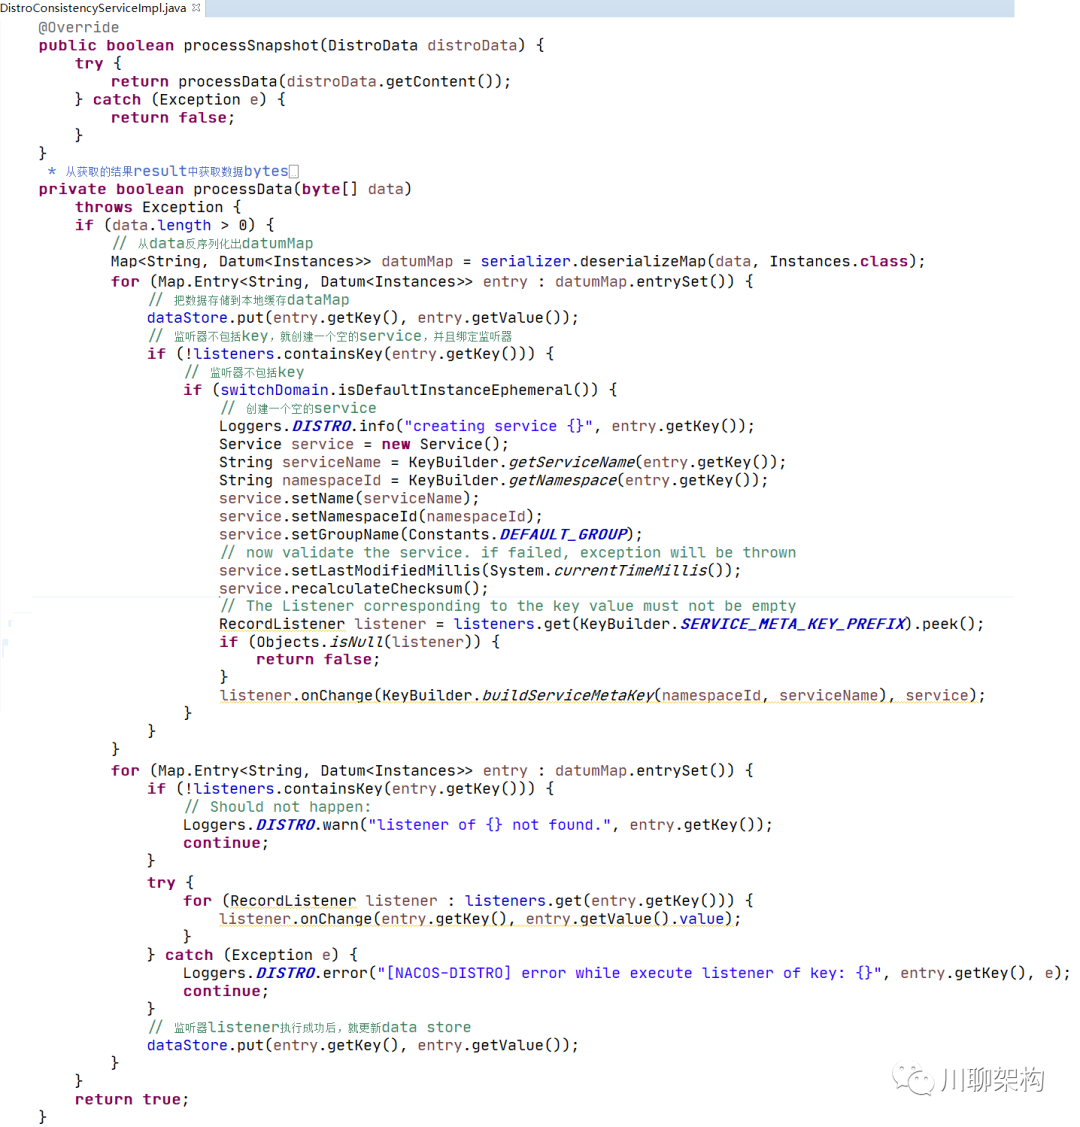 DistroConsistencyServiceImpl.java
@Override
public boolean processSnapshot(DistroData distroData) {
try {
return processData(distroData.getContent());
} catch (Exception e) {
return false;
}
}
* 从获取的结果result中获取数据bytes
private boolean processData(byte[] data)
throws Exception {
if (data.length > 0) {
// 从data反序列化出datumMap
Map<String, Datum<Instances>> datumMap = serializer.deserializeMap(data, Instances.class);
for (Map.Entry<String, Datum<Instances>> entry : datumMap.entrySet()) {
// 把数据存储到本地缓存dataMap
dataStore.put(entry.getKey(), entry.getValue());
// 监听器不包括key，就创建一个空的service，并且绑定监听器
if (!listeners.containsKey(entry.getKey())) {
// 监听器不包括key
if (switchDomain.isDefaultInstanceEphemeral()) {
// 创建一个空的service
Loggers.DISTRO.info("creating service {}", entry.getKey());
Service service = new Service();
String serviceName = KeyBuilder.getServiceName(entry.getKey());
String namespaceId = KeyBuilder.getNamespace(entry.getKey());
service.setName(serviceName);
service.setNamespaceId(namespaceId);
service.setGroupName(Constants.DEFAULT_GROUP);
// now validate the service. if failed, exception will be thrown
service.setLastModifiedMillis(System.currentTimeMillis());
service.recalculateChecksum();
// The Listener corresponding to the key value must not be empty
RecordListener listener = listeners.get(KeyBuilder.SERVICE_META_KEY_PREFIX).peek();
if (Objects.isNull(listener)) {
return false;
}
listener.onChange(KeyBuilder.buildServiceMetaKey(namespaceId, serviceName), service);
}
}
}
for (Map.Entry<String, Datum<Instances>> entry : datumMap.entrySet()) {
if (!listeners.containsKey(entry.getKey())) {
// Should not happen:
Loggers.DISTRO.warn("listener of {} not found.", entry.getKey());
continue;
}
try {
for (RecordListener listener : listeners.get(entry.getKey())) {
listener.onChange(entry.getKey(), entry.getValue().value);
}
} catch (Exception e) {
Loggers.DISTRO.error("[NACOS-DISTRO] error while execute listener of key: {}", entry.getKey(), e);
continue;
}
// 监听器listener执行成功后，就更新data store
dataStore.put(entry.getKey(), entry.getValue());
}
}
return true;
}
川聊架构